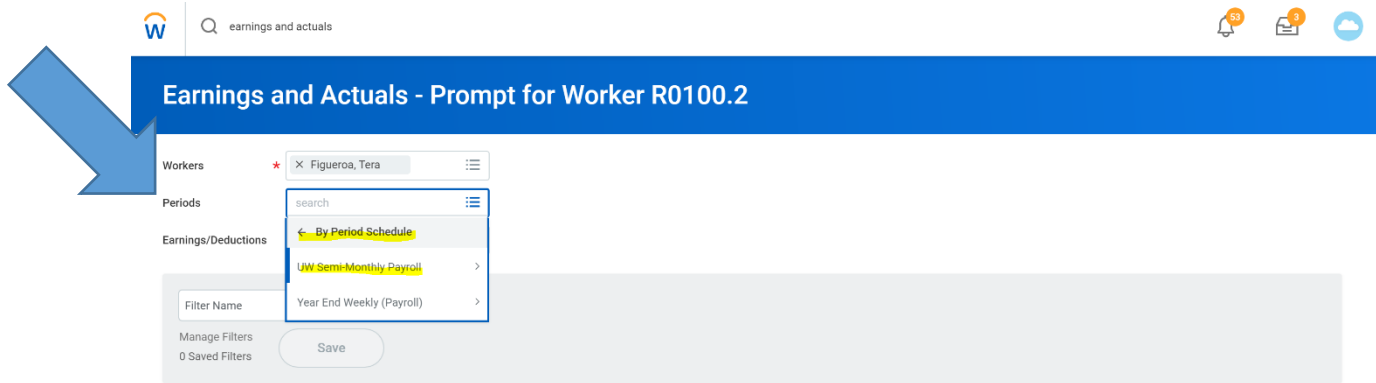 earnings and actuals
53
3
Earnings and Actuals - Prompt for Worker R0100.2
Workers * × Figueroa, Tera
Periods search
← By Period Schedule
Earnings/Deductions
UW Semi-Monthly Payroll >
Year End Weekly (Payroll) >
Filter Name
Manage Filters
0 Saved Filters
Save